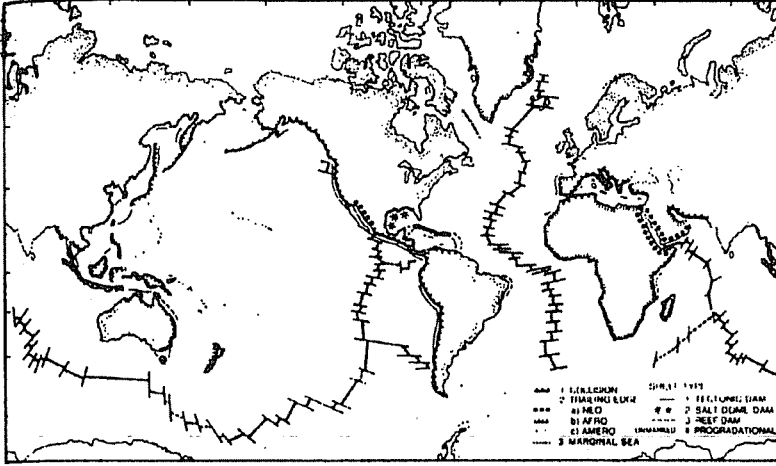 1 COLLISION
2 TRAILING EDGE
a) NEO
b) AFRO
c) AMERO
3 MARGINAL SEA
SHELF TYPE
1 TECTONIC DAM
2 SALT DOME DAM
3 REEF DAM
UNMARKED 4 PROGRADATIONAL